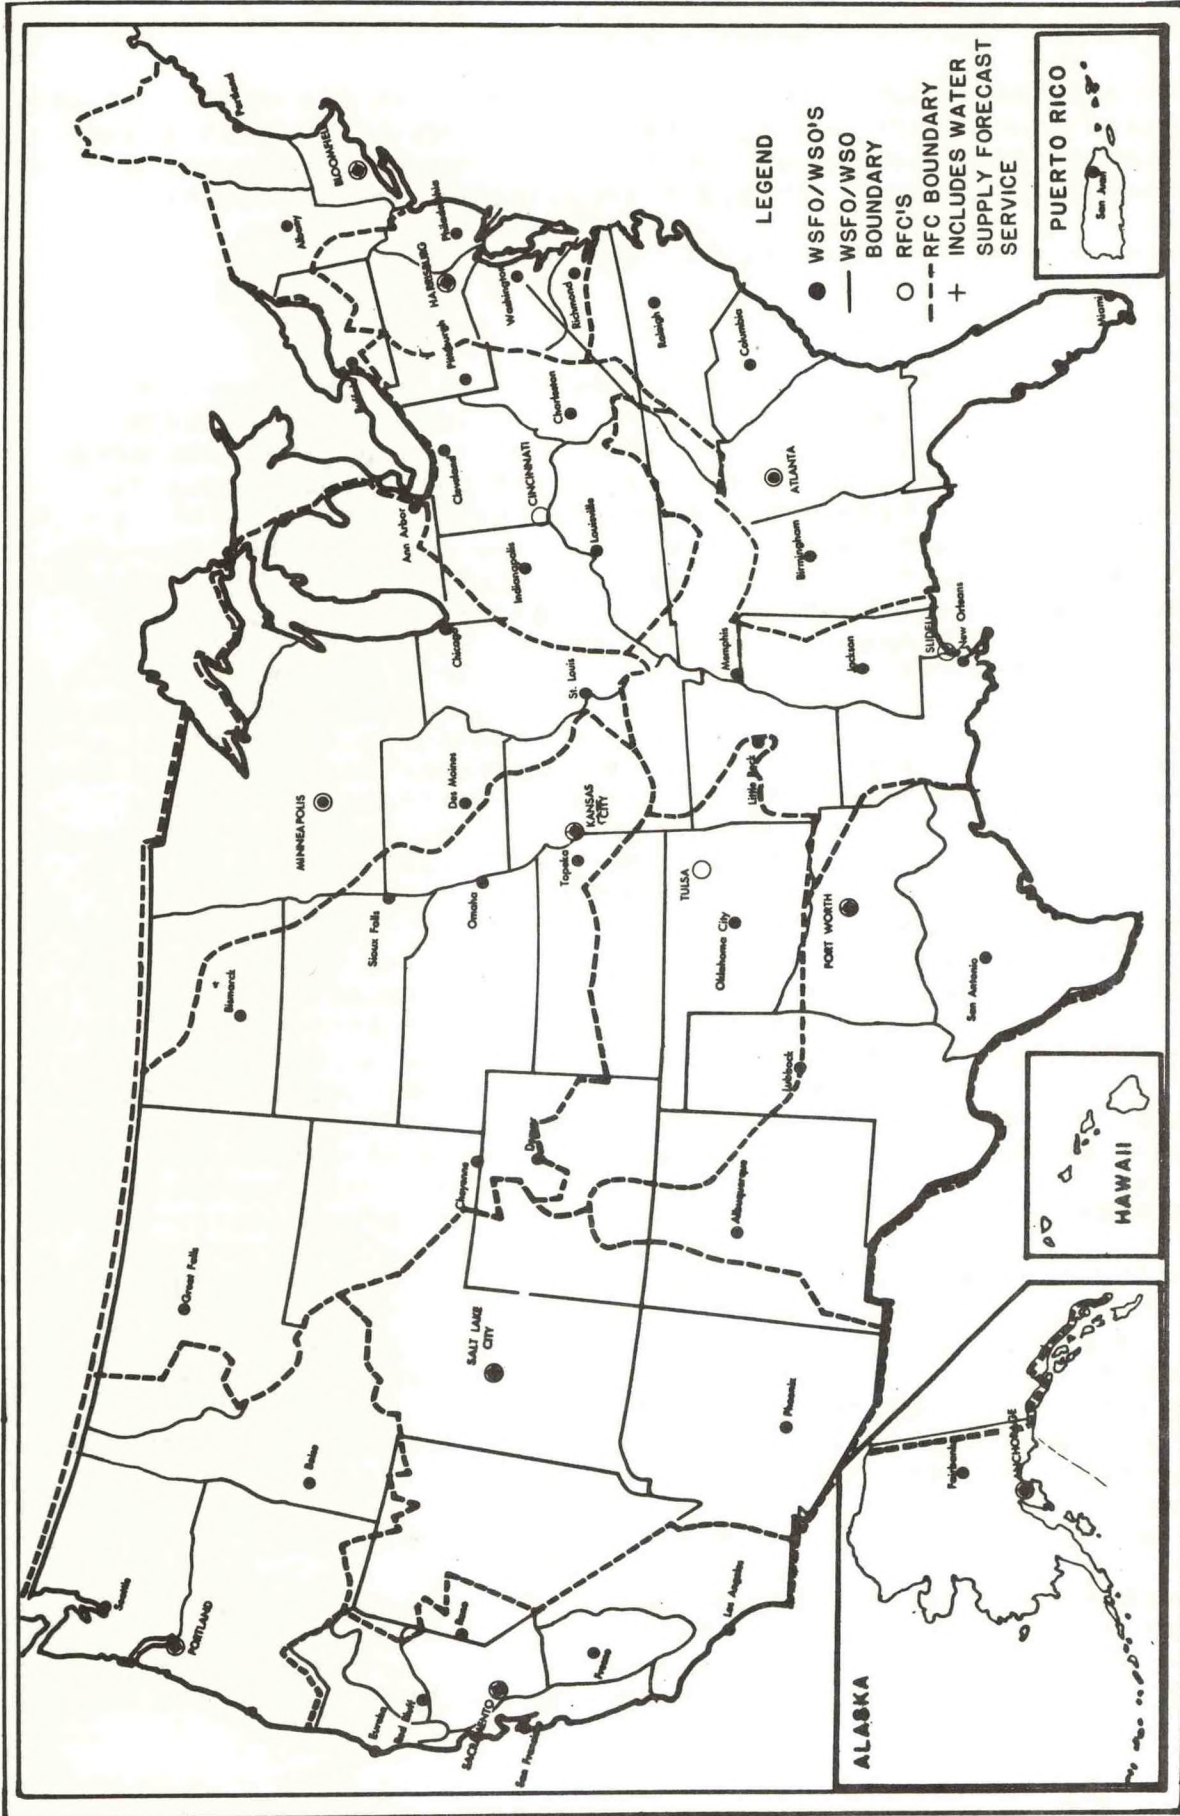 Seattle
PORTLAND
Great Falls
Boise
Bismarck
MINNEAPOLIS
Sioux Falls
Des Moines
Omaha
Cheyenne
SALT LAKE
CITY
Denver
Topeka
KANSAS
CITY
St. Louis
Chicago
Indianapolis
CINCINNATI
Louisville
Ann Arbor
Cleveland
Pittsburgh
HARRISBURG
Philadelphia
Albany
BLOOMFIELD
Portland
Washington
Richmond
Charleston
Raleigh
Columbia
ATLANTA
Birmingham
Memphis
Jackson
SLIDELL
New Orleans
Little Rock
TULSA
Oklahoma City
FORT WORTH
San Antonio
Lubbock
Albuquerque
Phoenix
Los Angeles
Fresno
Reno
SACRAMENTO
Red Bluff
Eureka
Miami
LEGEND
WSFO/WSO'S
WSFO/WSO
BOUNDARY
RFC'S
RFC BOUNDARY
+ INCLUDES WATER
SUPPLY FORECAST
SERVICE
ALASKA
Fairbanks
ANCHORAGE
HAWAII
PUERTO RICO
San Juan